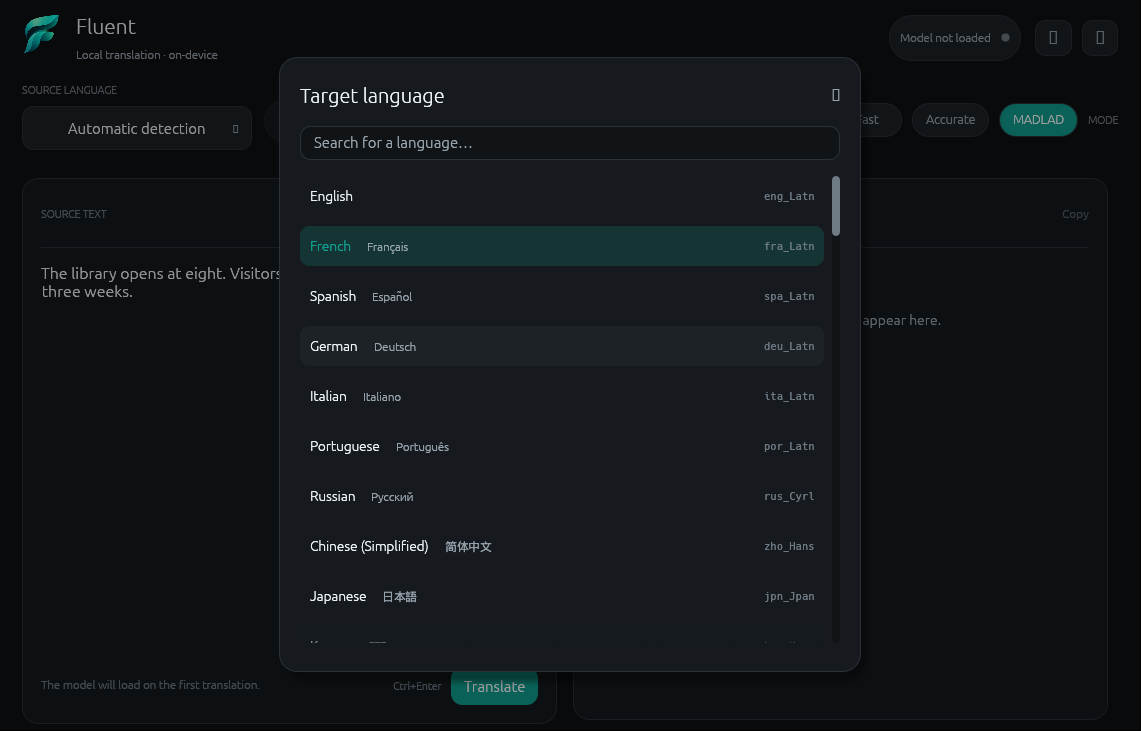 Fluent
Local translation · on-device
Model not loaded
SOURCE LANGUAGE
Automatic detection
Accurate
MADLAD
MODE
SOURCE TEXT
Copy
The library opens at eight. Visitors
three weeks.
appear here.
Target language
Search for a language…
English eng_Latn
French Français fra_Latn
Spanish Español spa_Latn
German Deutsch deu_Latn
Italian Italiano ita_Latn
Portuguese Português por_Latn
Russian Русский rus_Cyrl
Chinese (Simplified) 简体中文 zho_Hans
Japanese 日本語 jpn_Jpan
The model will load on the first translation.
Ctrl+Enter
Translate